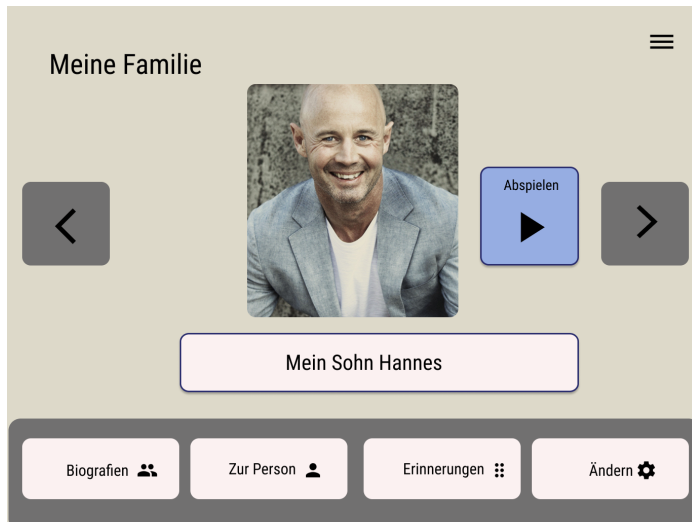 Meine Familie
Abspielen
Mein Sohn Hannes
Biografien
Zur Person
Erinnerungen
Ändern